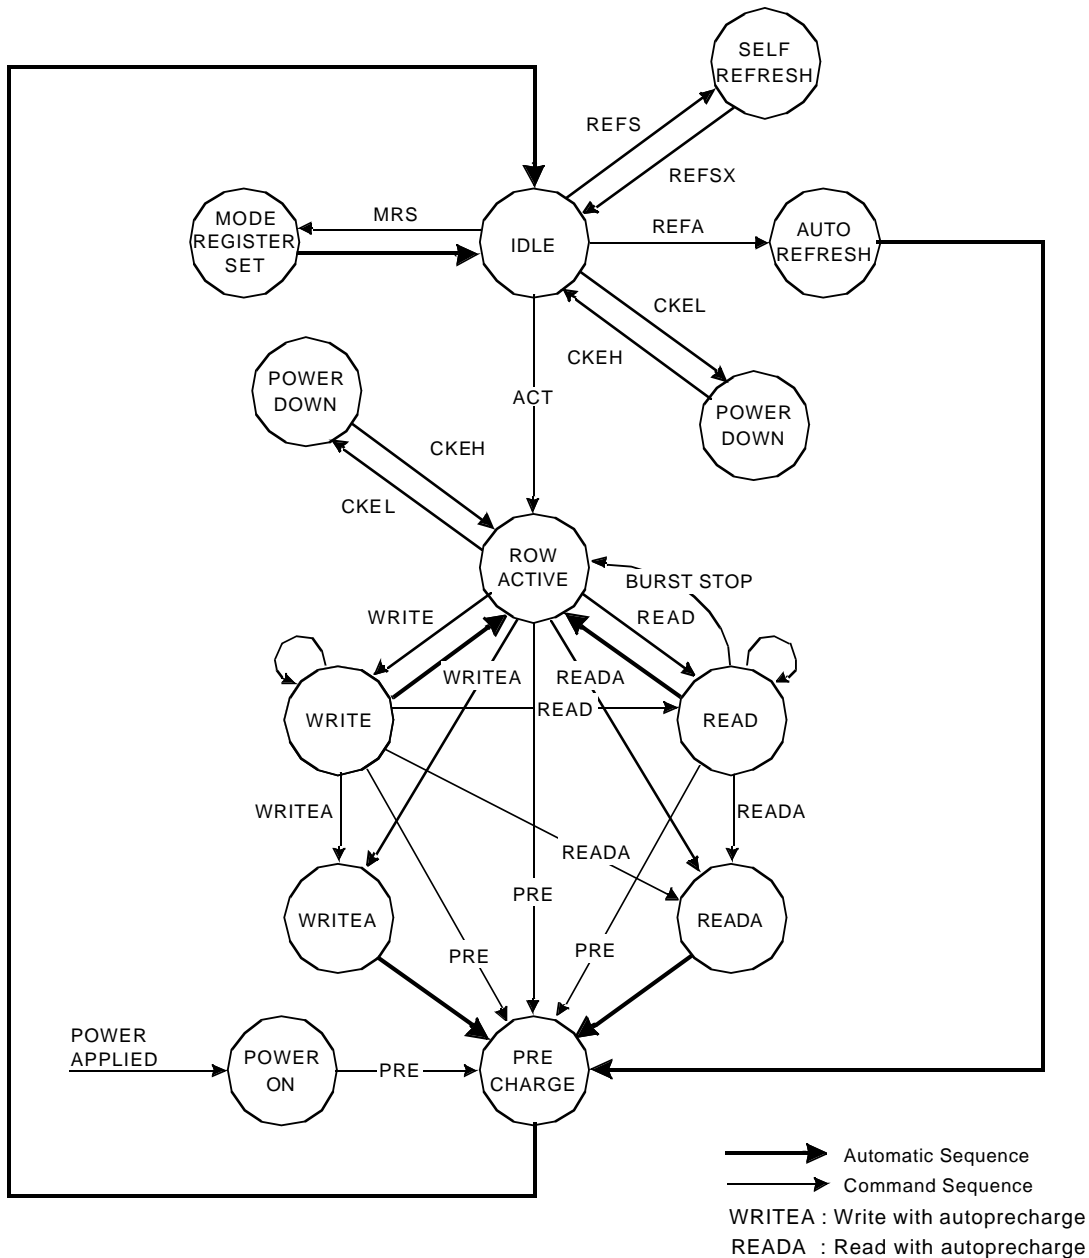 SELF
REFRESH
REFS
REFSX
MODE
REGISTER
SET
MRS
IDLE
REFA
AUTO
REFRESH
CKEL
CKEH
POWER
DOWN
POWER
DOWN
ACT
CKEH
CKEL
ROW
ACTIVE
BURST STOP
WRITE
READ
WRITEA
READA
WRITE
READ
READ
WRITEA
READA
READA
WRITEA
PRE
READA
PRE
PRE
POWER
APPLIED
POWER
ON
PRE
PRE
CHARGE
Automatic Sequence
Command Sequence
WRITEA : Write with autoprecharge
READA : Read with autoprecharge